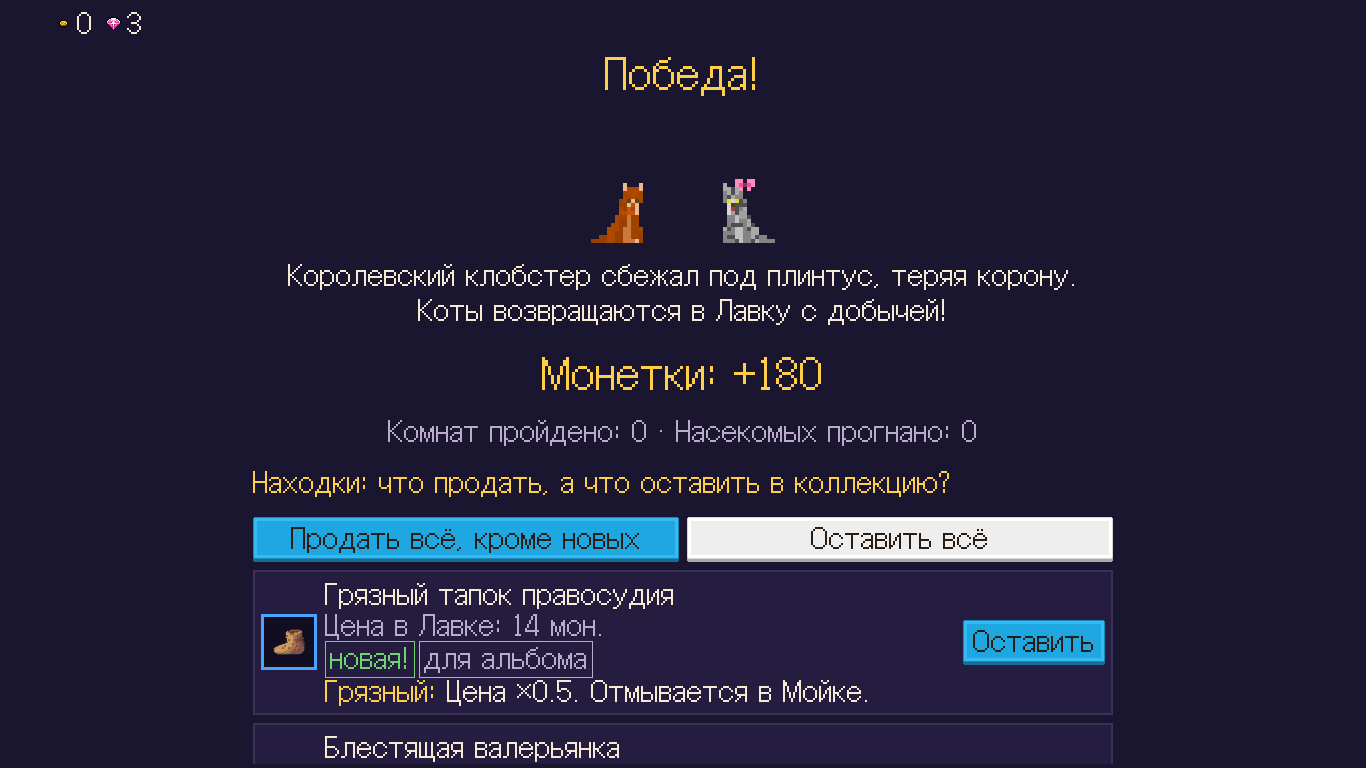 0 3
Победа!
Королевский клобстер сбежал под плинтус, теряя корону.
Коты возвращаются в Лавку с добычей!
Монетки: +180
Комнат пройдено: 0 · Насекомых прогнано: 0
Находки: что продать, а что оставить в коллекцию?
Продать всё, кроме новых
Оставить всё
Грязный тапок правосудия
Цена в Лавке: 14 мон.
новая! для альбома
Грязный: Цена ×0.5. Отмывается в Мойке.
Оставить
Блестящая валерьянка